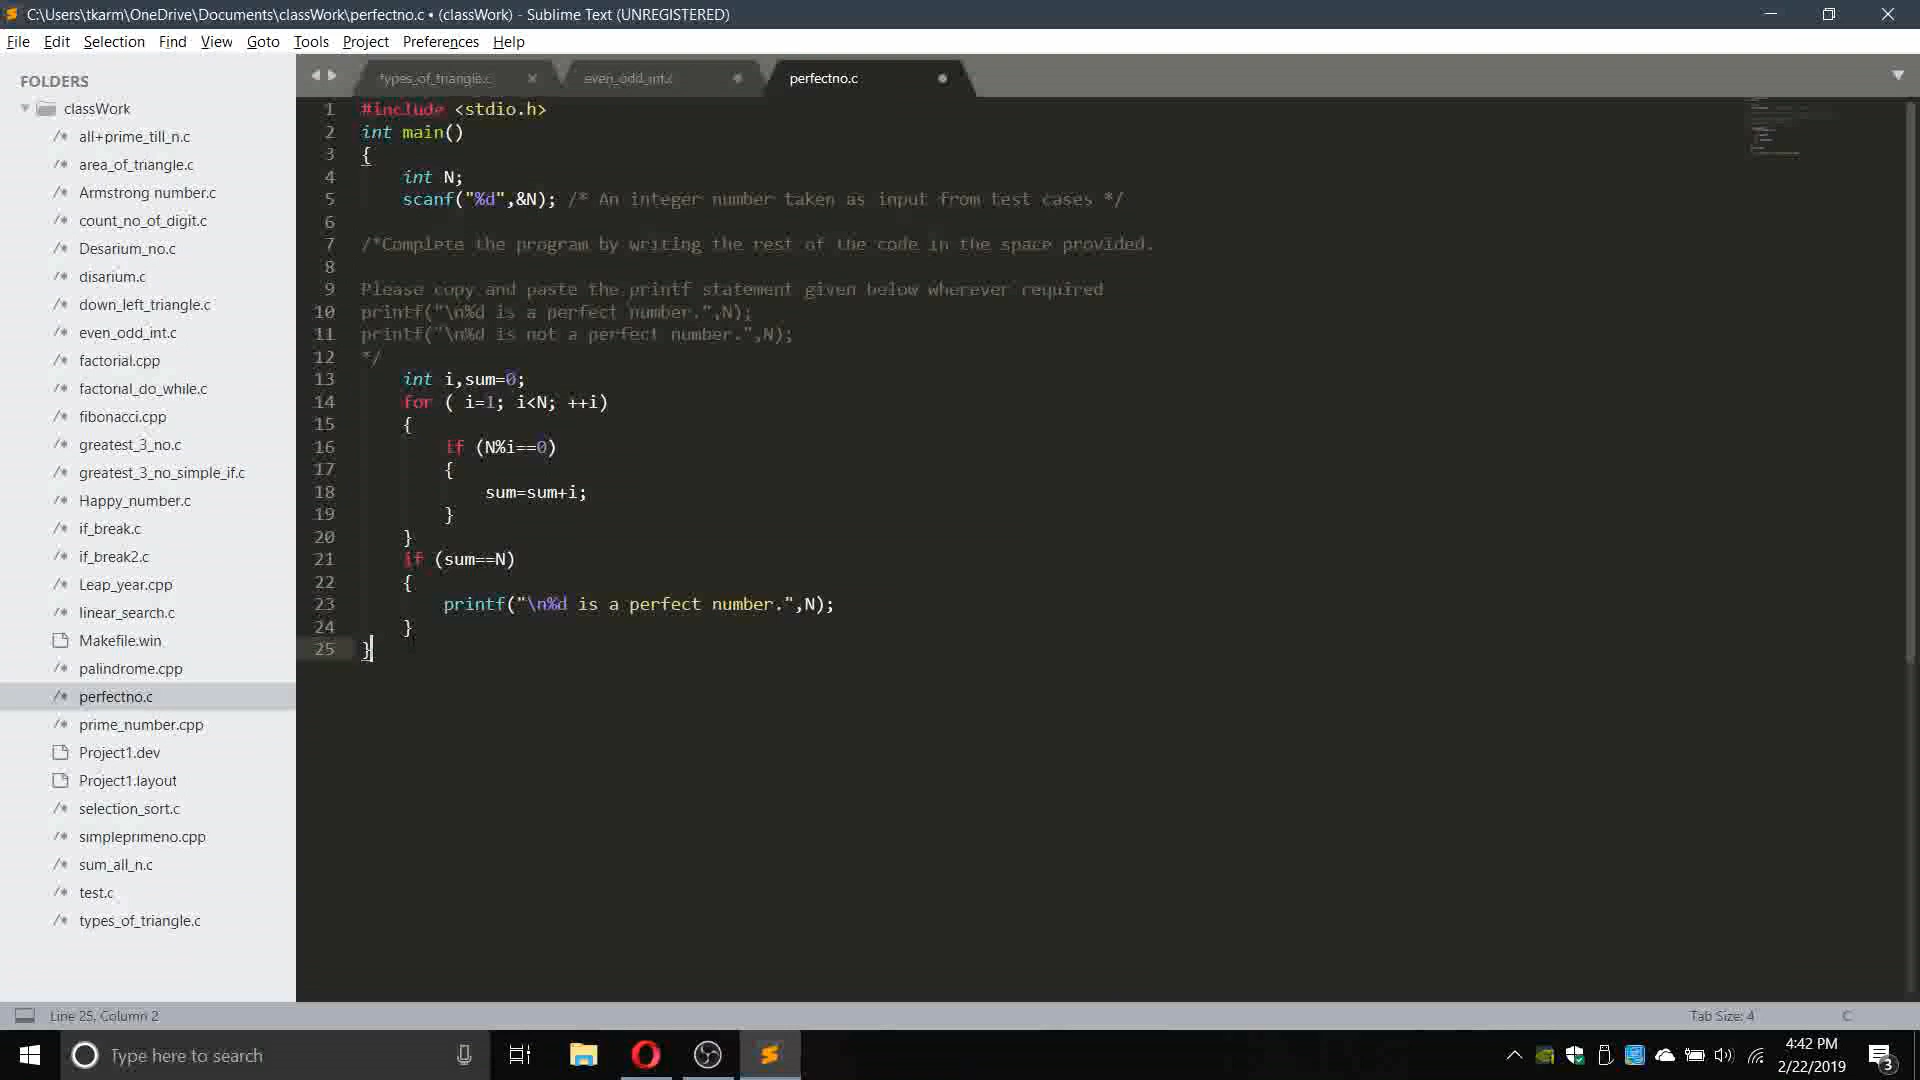 C:\Users\tkarm\OneDrive\Documents\classWork\perfectno.c • (classWork) - Sublime Text (UNREGISTERED)
File Edit Selection Find View Goto Tools Project Preferences Help
FOLDERS
classWork
/* all+prime_till_n.c
/* area_of_triangle.c
/* Armstrong number.c
/* count_no_of_digit.c
/* Desarium_no.c
/* disarium.c
/* down_left_triangle.c
/* even_odd_int.c
/* factorial.cpp
/* factorial_do_while.c
/* fibonacci.cpp
/* greatest_3_no.c
/* greatest_3_no_simple_if.c
/* Happy_number.c
/* if_break.c
/* if_break2.c
/* Leap_year.cpp
/* linear_search.c
Makefile.win
/* palindrome.cpp
/* perfectno.c
/* prime_number.cpp
Project1.dev
Project1.layout
/* selection_sort.c
/* simpleprimeno.cpp
/* sum_all_n.c
/* test.c
/* types_of_triangle.c
types_of_triangle.c × even_odd_int.c perfectno.c
1 #include <stdio.h>
2 int main()
3 {
4 int N;
5 scanf("%d",&N); /* An integer number taken as input from test cases */
6
7 /*Complete the program by writing the rest of the code in the space provided.
8
9 Please copy and paste the printf statement given below wherever required
10 printf("\n%d is a perfect number.",N);
11 printf("\n%d is not a perfect number.",N);
12 */
13 int i,sum=0;
14 for ( i=1; i<N; ++i)
15 {
16 if (N%i==0)
17 {
18 sum=sum+i;
19 }
20 }
21 if (sum==N)
22 {
23 printf("\n%d is a perfect number.",N);
24 }
25 }
Line 25, Column 2 Tab Size: 4 C
Type here to search
4:42 PM
2/22/2019
3